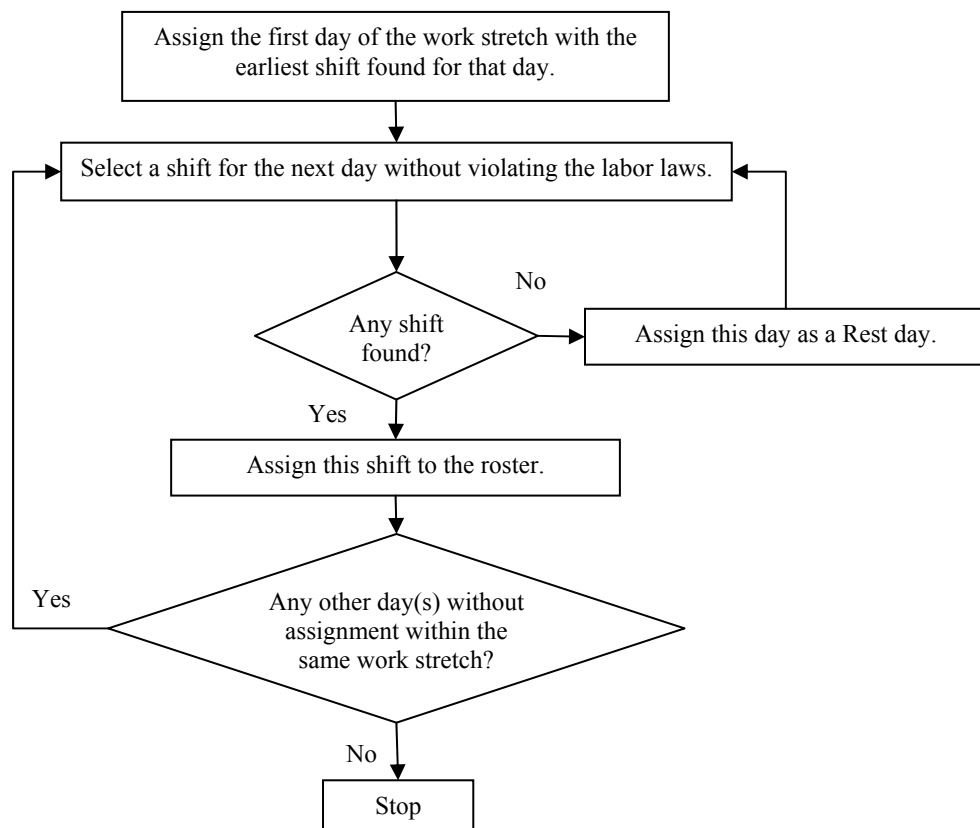 Assign the first day of the work stretch with the
earliest shift found for that day.
Select a shift for the next day without violating the labor laws.
No
Any shift
found?
Assign this day as a Rest day.
Yes
Assign this shift to the roster.
Yes
Any other day(s) without
assignment within the
same work stretch?
No
Stop